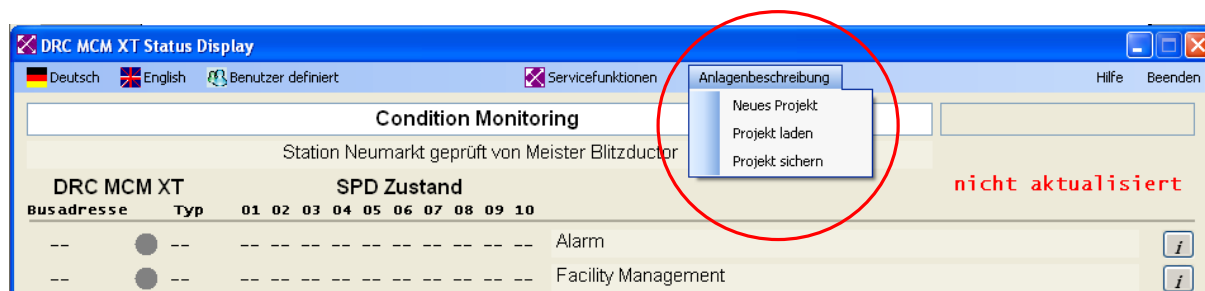 DRC MCM XT Status Display
Deutsch English Benutzer definiert Servicefunktionen Anlagenbeschreibung Hilfe Beenden
Neues Projekt
Projekt laden
Projekt sichern
Condition Monitoring
Station Neumarkt geprüft von Meister Blitzductor
DRC MCM XT SPD Zustand nicht aktualisiert
Busadresse Typ 01 02 03 04 05 06 07 08 09 10
-- -- -- -- -- -- -- -- -- -- -- -- Alarm i
-- -- -- -- -- -- -- -- -- -- -- -- Facility Management i